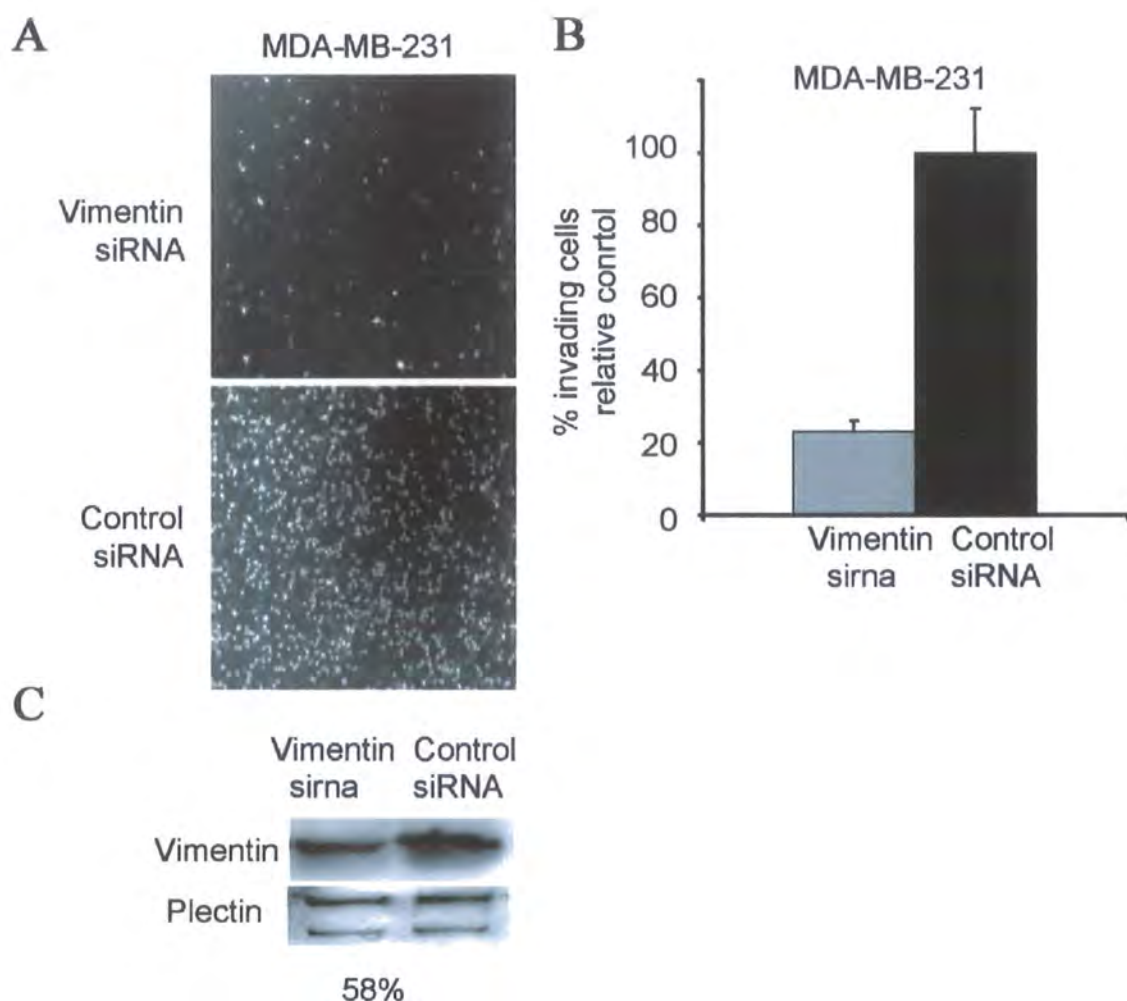 A
MDA-MB-231
Vimentin
siRNA
Control
siRNA
B
MDA-MB-231
% invading cells
relative conrtol
100
80
60
40
20
0
Vimentin Control
sirna siRNA
C
Vimentin Control
sirna siRNA
Vimentin
Plectin
58%